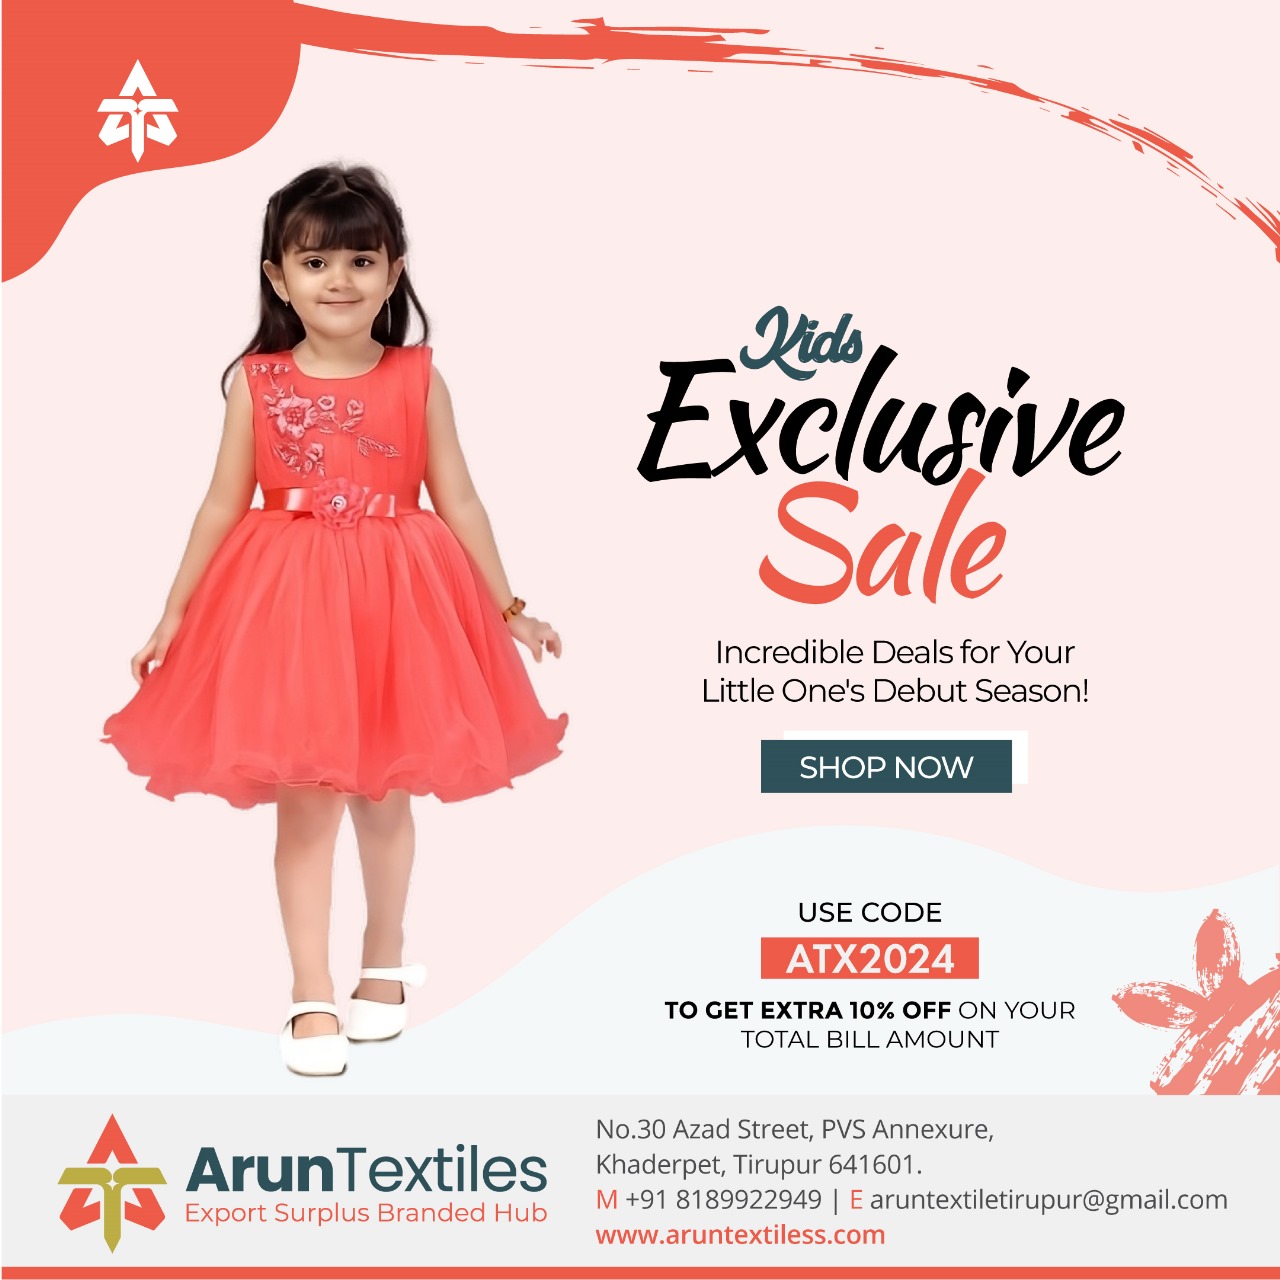 Kids
Exclusive
Sale
Incredible Deals for Your
Little One's Debut Season!
SHOP NOW
USE CODE
ATX2024
TO GET EXTRA 10% OFF ON YOUR
TOTAL BILL AMOUNT
ArunTextiles
Export Surplus Branded Hub
No.30 Azad Street, PVS Annexure,
Khaderpet, Tirupur 641601.
M +91 8189922949 | E aruntextiletirupur@gmail.com
www.aruntextiless.com